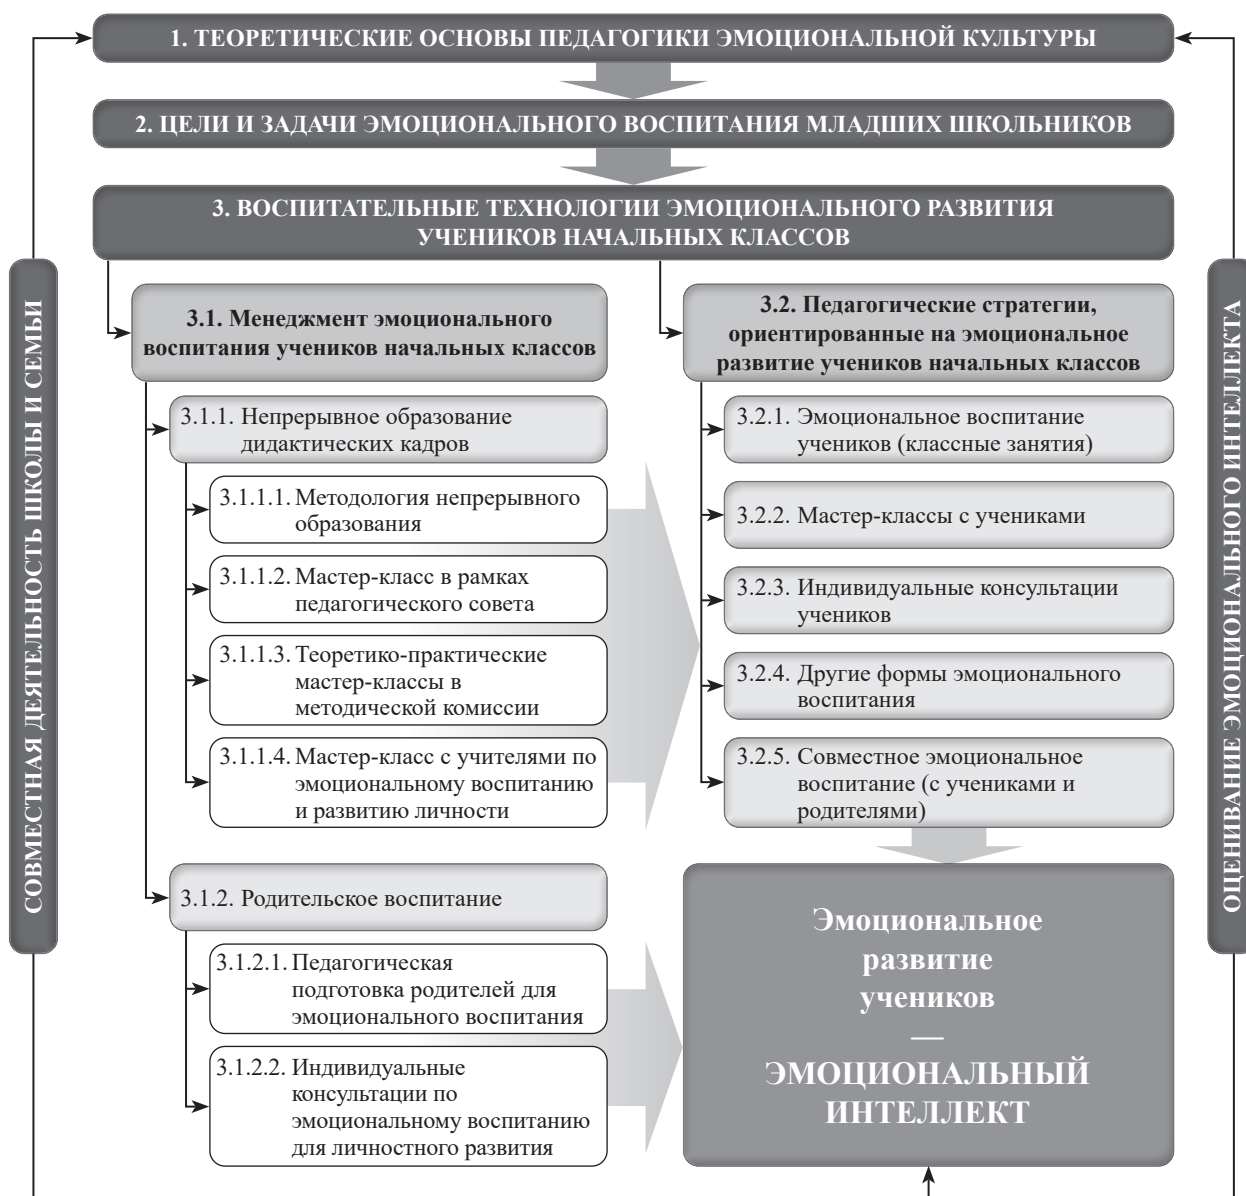 1. ТЕОРЕТИЧЕСКИЕ ОСНОВЫ ПЕДАГОГИКИ ЭМОЦИОНАЛЬНОЙ КУЛЬТУРЫ
2. ЦЕЛИ И ЗАДАЧИ ЭМОЦИОНАЛЬНОГО ВОСПИТАНИЯ МЛАДШИХ ШКОЛЬНИКОВ
3. ВОСПИТАТЕЛЬНЫЕ ТЕХНОЛОГИИ ЭМОЦИОНАЛЬНОГО РАЗВИТИЯ
УЧЕНИКОВ НАЧАЛЬНЫХ КЛАССОВ
СОВМЕСТНАЯ ДЕЯТЕЛЬНОСТЬ ШКОЛЫ И СЕМЬИ
3.1. Менеджмент эмоционального
воспитания учеников начальных классов
3.1.1. Непрерывное образование
дидактических кадров
3.1.1.1. Методология непрерывного
образования
3.1.1.2. Мастер-класс в рамках
педагогического совета
3.1.1.3. Теоретико-практические
мастер-классы в
методической комиссии
3.1.1.4. Мастер-класс с учителями по
эмоциональному воспитанию
и развитию личности
3.1.2. Родительское воспитание
3.1.2.1. Педагогическая
подготовка родителей для
эмоционального воспитания
3.1.2.2. Индивидуальные
консультации по
эмоциональному воспитанию
для личностного развития
3.2. Педагогические стратегии,
ориентированные на эмоциональное
развитие учеников начальных классов
3.2.1. Эмоциональное воспитание
учеников (классные занятия)
3.2.2. Мастер-классы с учениками
3.2.3. Индивидуальные консультации
учеников
3.2.4. Другие формы эмоционального
воспитания
3.2.5. Совместное эмоциональное
воспитание (с учениками и
родителями)
Эмоциональное
развитие
учеников
—
ЭМОЦИОНАЛЬНЫЙ
ИНТЕЛЛЕКТ
ОЦЕНИВАНИЕ ЭМОЦИОНАЛЬНОГО ИНТЕЛЛЕКТА